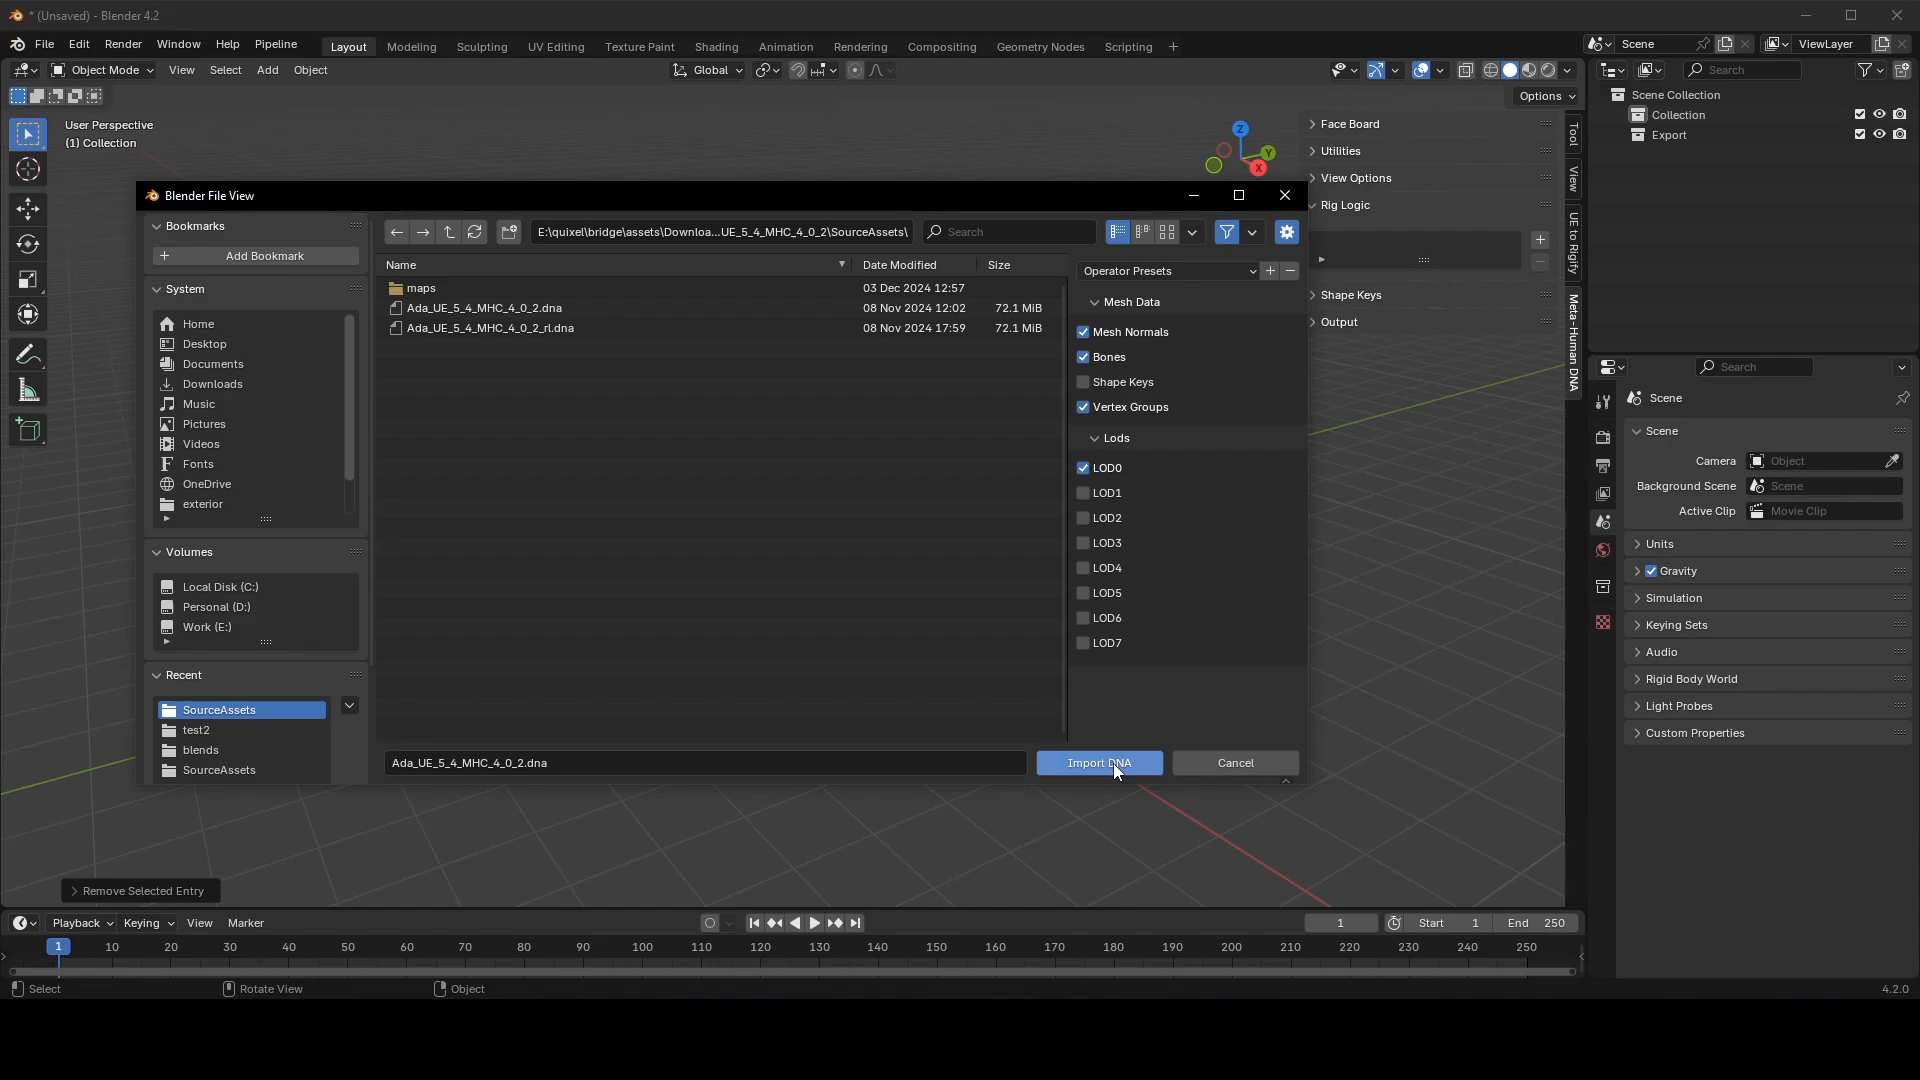 * (Unsaved) - Blender 4.2
File Edit Render Window Help Pipeline Layout Modeling Sculpting UV Editing Texture Paint Shading Animation Rendering Compositing Geometry Nodes Scripting + Scene ViewLayer
Object Mode View Select Add Object Global Search
Options
User Perspective
(1) Collection
Z
Y
X
Face Board
Utilities
View Options
Rig Logic
Shape Keys
Output
Tool
View
UE to Rigify
Meta-Human DNA
Scene Collection
Collection
Export
Blender File View
Bookmarks
Add Bookmark
System
Home
Desktop
Documents
Downloads
Music
Pictures
Videos
Fonts
OneDrive
exterior
Volumes
Local Disk (C:)
Personal (D:)
Work (E:)
Recent
SourceAssets
test2
blends
SourceAssets
E:\quixel\bridge\assets\Downloa...UE_5_4_MHC_4_0_2\SourceAssets\ Search
Name Date Modified Size
maps 03 Dec 2024 12:57
Ada_UE_5_4_MHC_4_0_2.dna 08 Nov 2024 12:02 72.1 MiB
Ada_UE_5_4_MHC_4_0_2_rl.dna 08 Nov 2024 17:59 72.1 MiB
Operator Presets
Mesh Data
Mesh Normals
Bones
Shape Keys
Vertex Groups
Lods
LOD0
LOD1
LOD2
LOD3
LOD4
LOD5
LOD6
LOD7
Ada_UE_5_4_MHC_4_0_2.dna Import DNA Cancel
Search
Scene
Scene
Camera Object
Background Scene Scene
Active Clip Movie Clip
Units
Gravity
Simulation
Keying Sets
Audio
Rigid Body World
Light Probes
Custom Properties
Remove Selected Entry
Playback Keying View Marker 1 Start 1 End 250
1 10 20 30 40 50 60 70 80 90 100 110 120 130 140 150 160 170 180 190 200 210 220 230 240 250
Select Rotate View Object 4.2.0